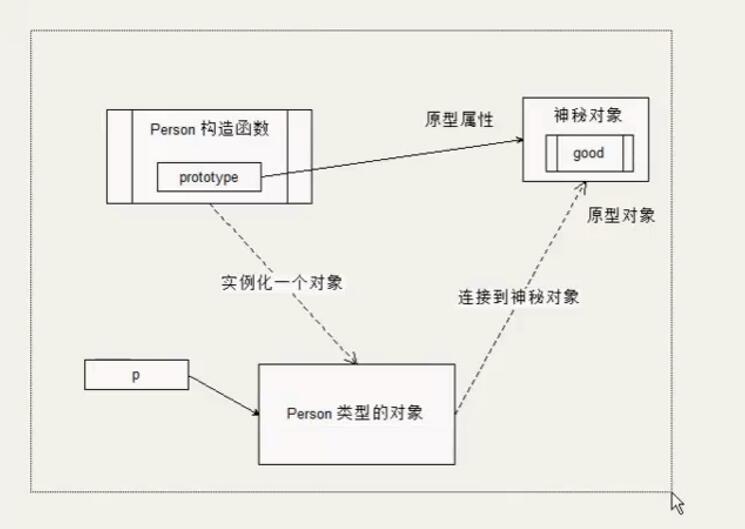 原型属性
神秘对象
Person 构造函数
good
prototype
原型对象
实例化一个对象
连接到神秘对象
p
Person 类型的对象